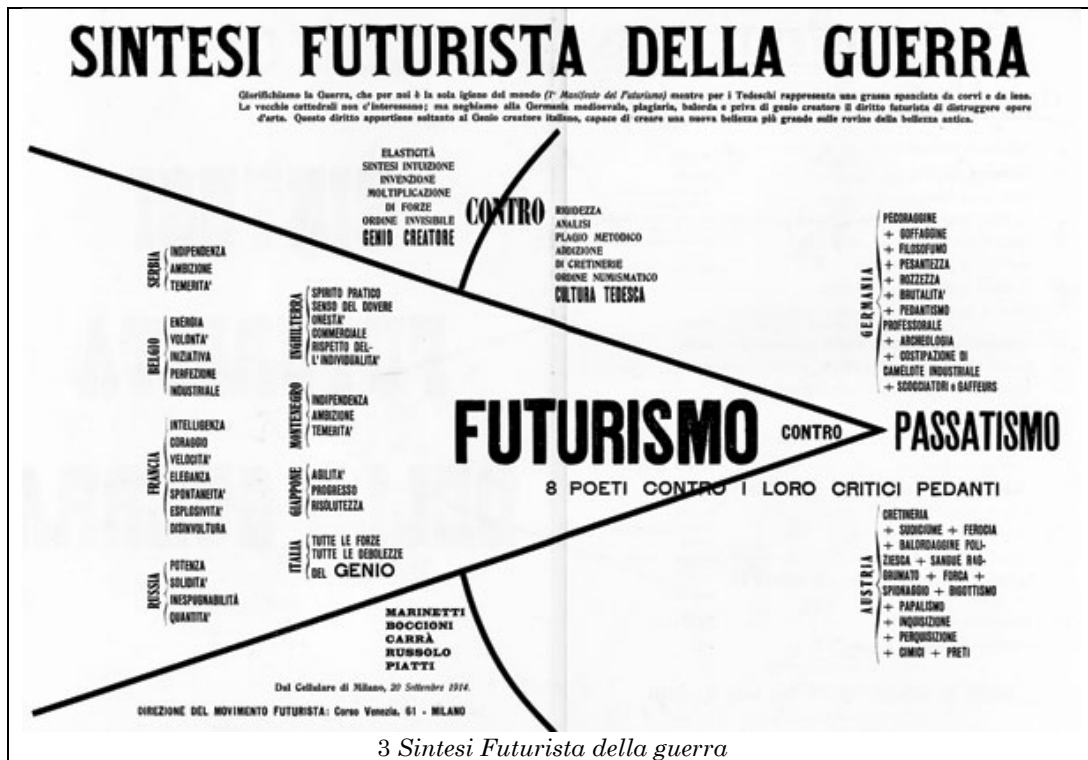 SINTESI FUTURISTA DELLA GUERRA
Glorifichiamo la Guerra, che per noi è la sola igiene del mondo (1° Manifesto del Futurismo) mentre per i Tedeschi rappresenta una grassa spanciata da corvi e da iene.
Le vecchie cattedrali non c'interessano; ma neghiamo alla Germania medioevale, plagiaria, balorda e priva di genio creatore il diritto futurista di distruggere opere
d'arte. Questo diritto appartiene soltanto al Genio creatore italiano, capace di creare una nuova bellezza più grande sulle rovine della bellezza antica.
ELASTICITÀ
SINTESI INTUIZIONE
INVENZIONE
MOLTIPLICAZIONE
DI FORZE
ORDINE INVISIBILE
GENIO CREATORE
CONTRO
RIGIDEZZA
ANALISI
PLAGIO METODICO
ADDIZIONE
DI CRETINERIE
ORDINE NUMISMATICO
CULTURA TEDESCA
SERBIA
INDIPENDENZA
AMBIZIONE
TEMERITA'
BELGIO
ENERGIA
VOLONTA'
INIZIATIVA
PERFEZIONE
INDUSTRIALE
FRANCIA
INTELLIGENZA
CORAGGIO
VELOCITA'
ELEGANZA
SPONTANEITA'
ESPLOSIVITA'
DISINVOLTURA
RUSSIA
POTENZA
SOLIDITA'
INESPUGNABILITÀ
QUANTITA'
INGHILTERRA
SPIRITO PRATICO
SENSO DEL DOVERE
ONESTA'
COMMERCIALE
RISPETTO DEL-
L'INDIVIDUALITA'
MONTENEGRO
INDIPENDENZA
AMBIZIONE
TEMERITA'
GIAPPONE
AGILITA'
PROGRESSO
RISOLUTEZZA
ITALIA
TUTTE LE FORZE
TUTTE LE DEBOLEZZE
DEL GENIO
FUTURISMO CONTRO PASSATISMO
8 POETI CONTRO I LORO CRITICI PEDANTI
GERMANIA
PECORAGGINE
+ GOFFAGGINE
+ FILOSOFUMO
+ PESANTEZZA
+ ROZZEZZA
+ BRUTALITA'
+ PEDANTISMO
PROFESSORALE
+ ARCHEOLOGIA
+ COSTIPAZIONE DI
CAMELOTE INDUSTRIALE
+ SCOCCIATORI e GAFFEURS
AUSTRIA
CRETINERIA
+ SUDICIUME + FEROCIA
+ BALORDAGGINE POLI-
ZIESCA + SANGUE RAG-
GRUMATO + FORCA +
SPIONAGGIO + BIGOTTISMO
+ PAPALISMO
+ INQUISIZIONE
+ PERQUISIZIONE
+ CIMICI + PRETI
MARINETTI
BOCCIONI
CARRÀ
RUSSOLO
PIATTI
Dal Cellulare di Milano, 20 Settembre 1914.
DIREZIONE DEL MOVIMENTO FUTURISTA: Corso Venezia, 61 - MILANO
3 Sintesi Futurista della guerra